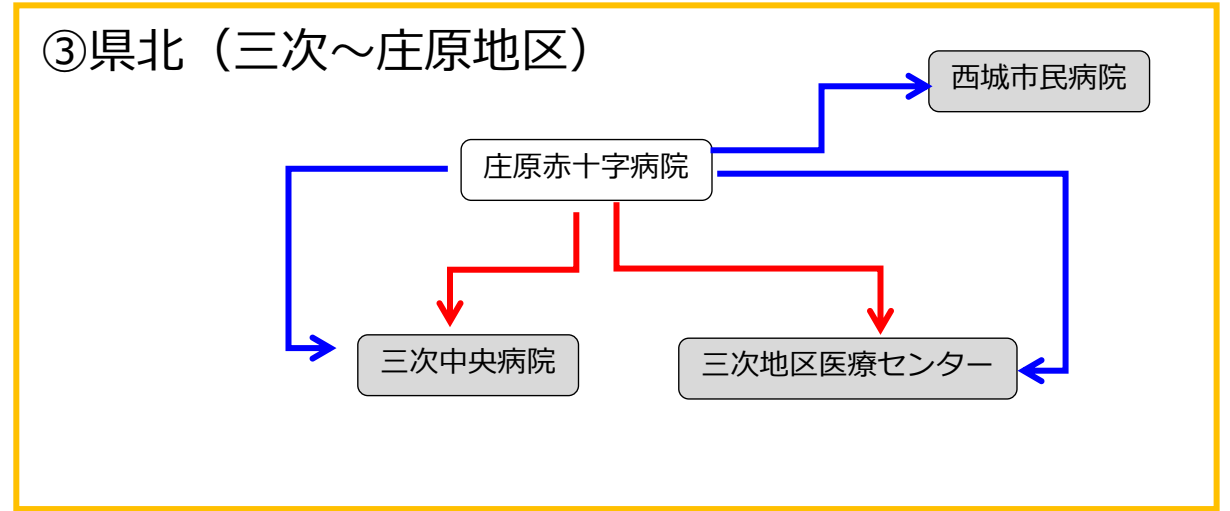 ③県北（三次～庄原地区）
西城市民病院
庄原赤十字病院
三次中央病院
三次地区医療センター